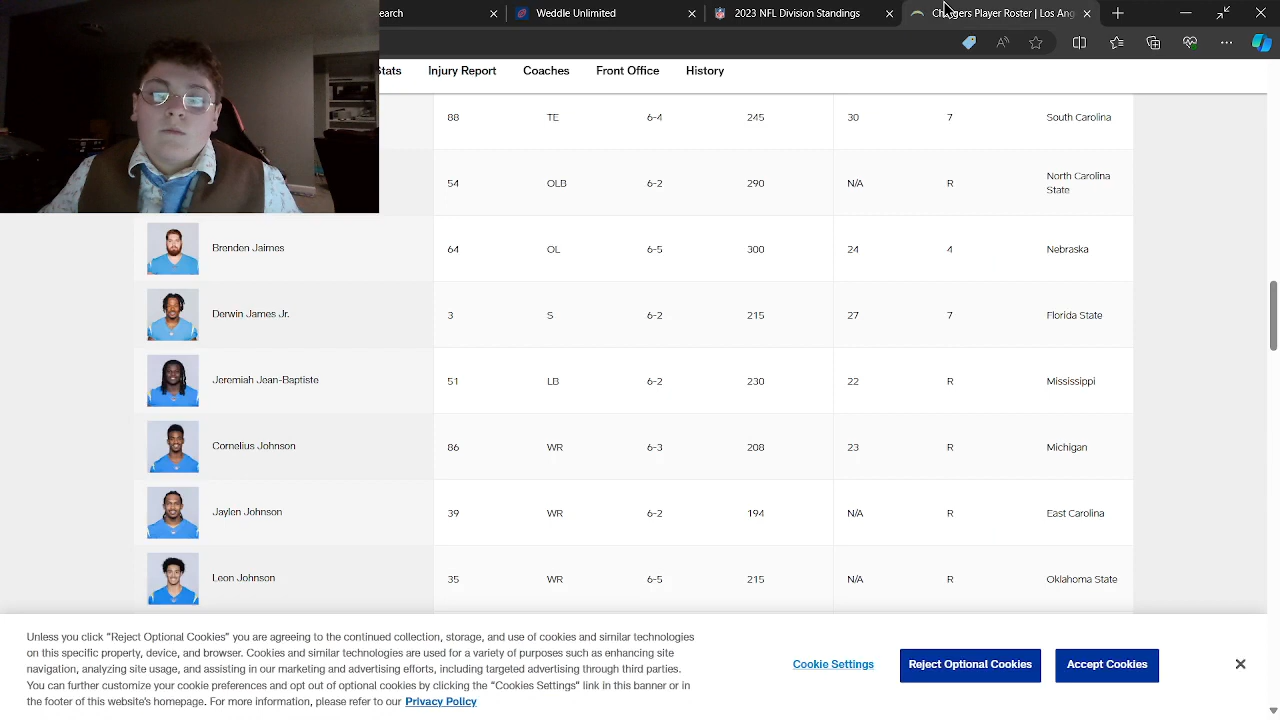 earch
Weddle Unlimited
2023 NFL Division Standings
Chargers Player Roster | Los Ang
Stats Injury Report Coaches Front Office History
88 TE 6-4 245 30 7 South Carolina
54 OLB 6-2 290 N/A R North Carolina
State
Brenden Jaimes 64 OL 6-5 300 24 4 Nebraska
Derwin James Jr. 3 S 6-2 215 27 7 Florida State
Jeremiah Jean-Baptiste 51 LB 6-2 230 22 R Mississippi
Cornelius Johnson 86 WR 6-3 208 23 R Michigan
Jaylen Johnson 39 WR 6-2 194 N/A R East Carolina
Leon Johnson 35 WR 6-5 215 N/A R Oklahoma State
Unless you click "Reject Optional Cookies" you are agreeing to the continued collection, storage, and use of cookies and similar technologies
on this specific property, device, and browser. Cookies and similar technologies are used for a variety of purposes such as enhancing site
navigation, analyzing site usage, and assisting in our marketing and advertising efforts, including targeted advertising through third parties.
You can further customize your cookie preferences and opt out of optional cookies by clicking the "Cookies Settings" link in this banner or in
the footer of this website's homepage. For more information, please refer to our Privacy Policy
Cookie Settings
Reject Optional Cookies
Accept Cookies